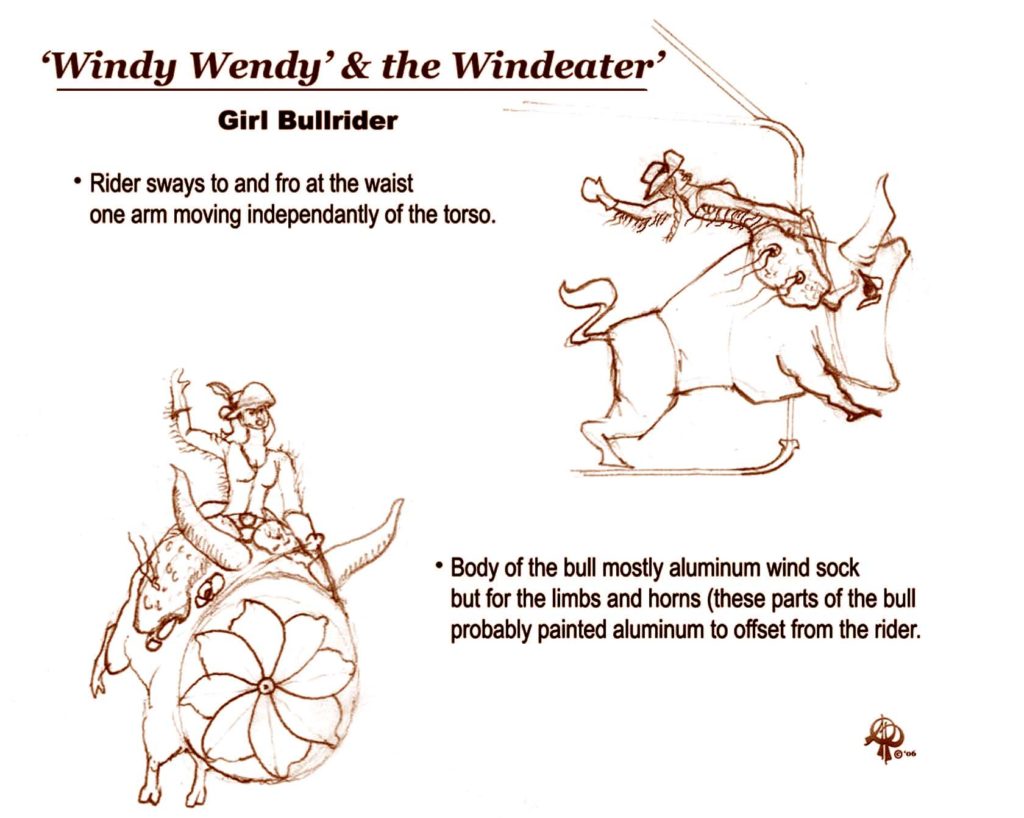 ‘Windy Wendy’ & the Windeater’
Girl Bullrider
• Rider sways to and fro at the waist
one arm moving independantly of the torso.
• Body of the bull mostly aluminum wind sock
but for the limbs and horns (these parts of the bull
probably painted aluminum to offset from the rider.
©‘06